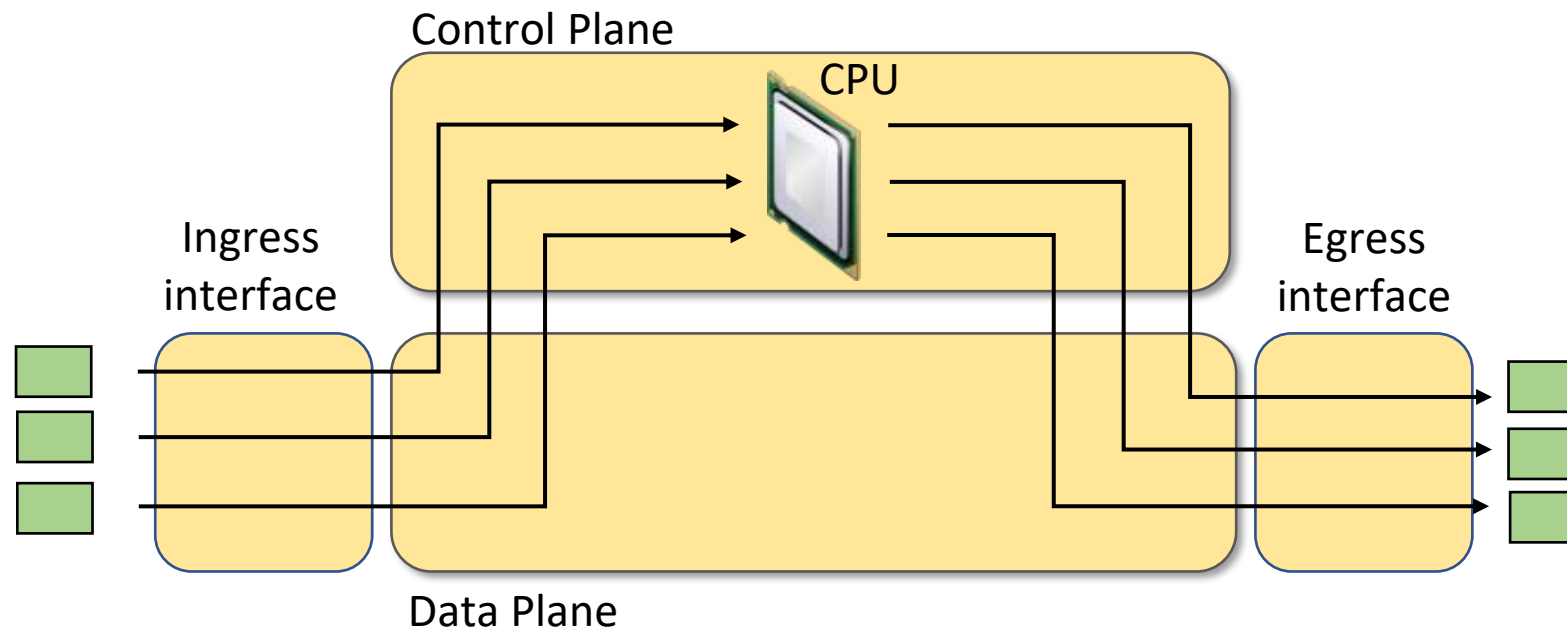 Control Plane
CPU
Ingress
interface
Egress
interface
Data Plane